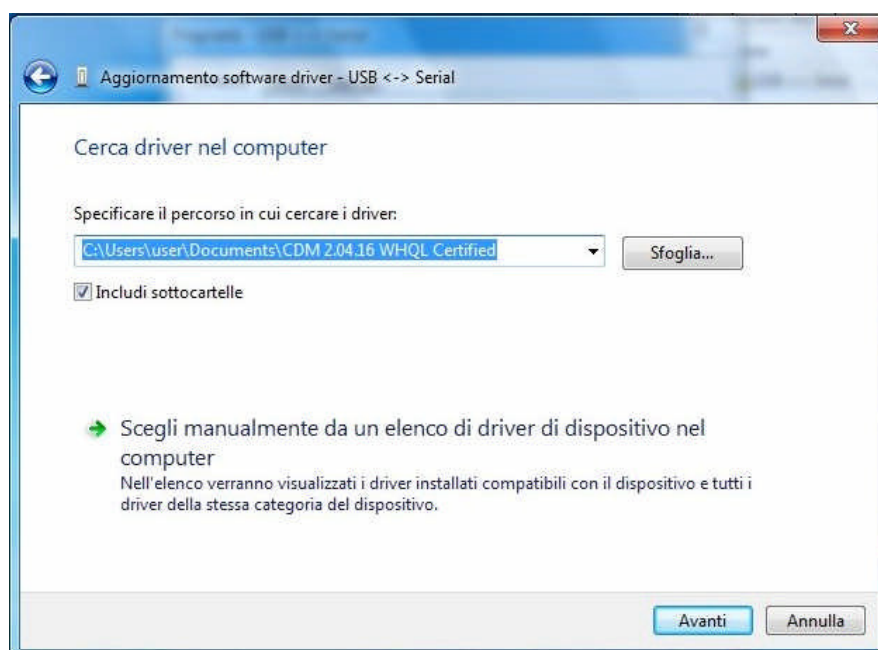 Aggiornamento software driver - USB <-> Serial
Cerca driver nel computer
Specificare il percorso in cui cercare i driver:
C:\Users\user\Documents\CDM 2.04.16 WHQL Certified
Sfoglia...
Includi sottocartelle
Scegli manualmente da un elenco di driver di dispositivo nel
computer
Nell'elenco verranno visualizzati i driver installati compatibili con il dispositivo e tutti i
driver della stessa categoria del dispositivo.
Avanti
Annulla